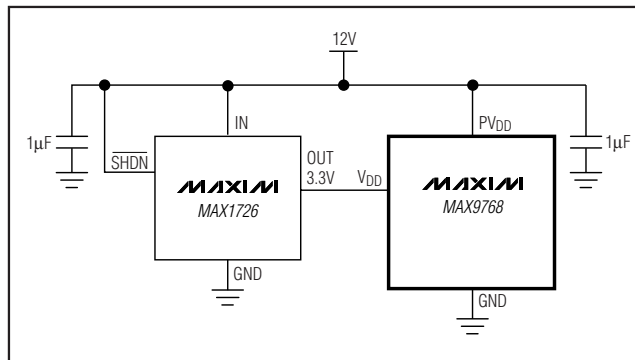 12V
IN
PVDD
1µF
1µF
SHDN
OUT
3.3V
VDD
MAXIM
MAX1726
MAXIM
MAX9768
GND
GND